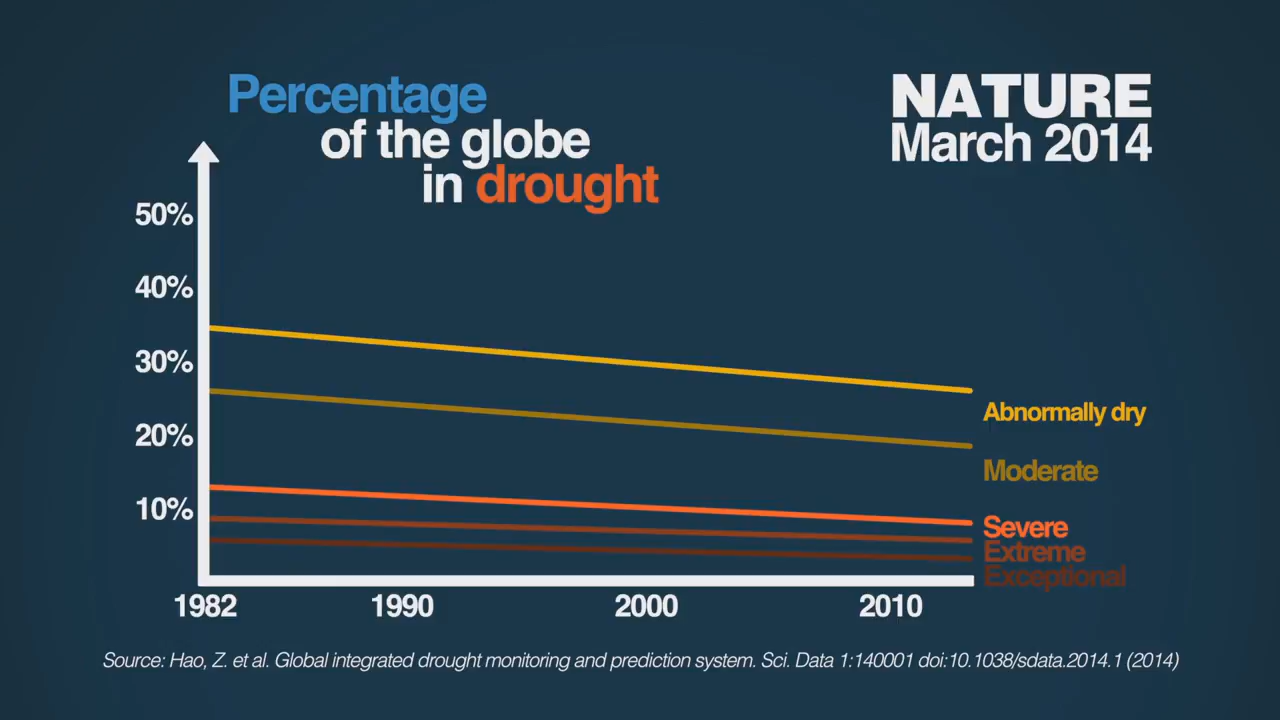 Percentage
of the globe
in drought
NATURE
March 2014
50%
40%
30%
20%
10%
Abnormally dry
Moderate
Severe
Extreme
Exceptional
1982 1990 2000 2010
Source: Hao, Z. et al. Global integrated drought monitoring and prediction system. Sci. Data 1:140001 doi:10.1038/sdata.2014.1 (2014)